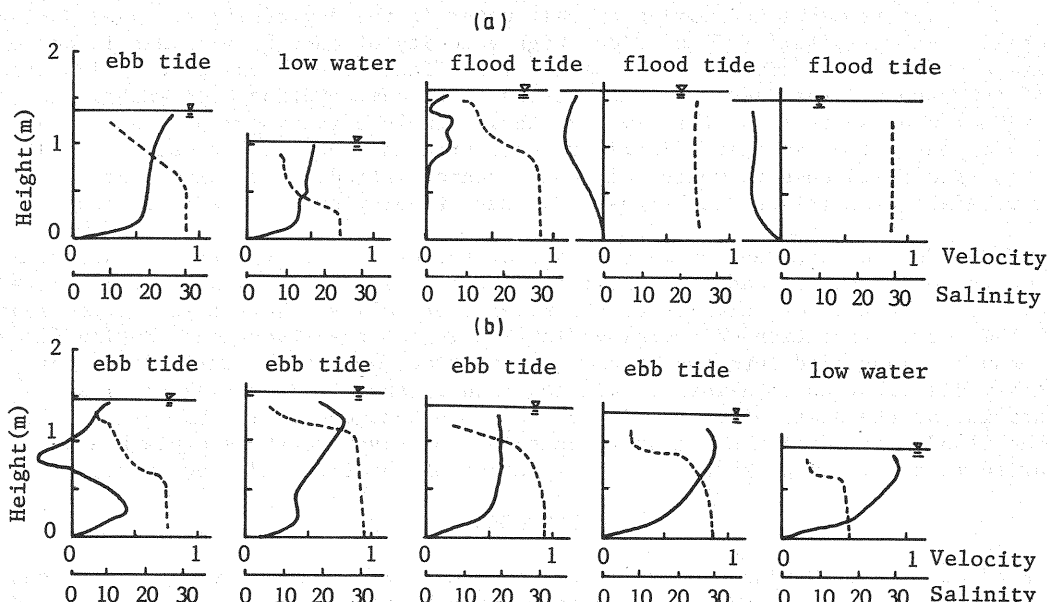 (a)
2
ebb tide low water flood tide flood tide flood tide
Height(m)
1
0
0 1 0 1 0 1 0 1 0 1 Velocity
0 10 20 30 0 10 20 30 0 10 20 30 0 10 20 30 0 10 20 30 Salinity
(b)
2
ebb tide ebb tide ebb tide ebb tide low water
Height(m)
1
0
0 1 0 1 0 1 0 1 0 1 Velocity
0 10 20 30 0 10 20 30 0 10 20 30 0 10 20 30 0 10 20 30 Salinity